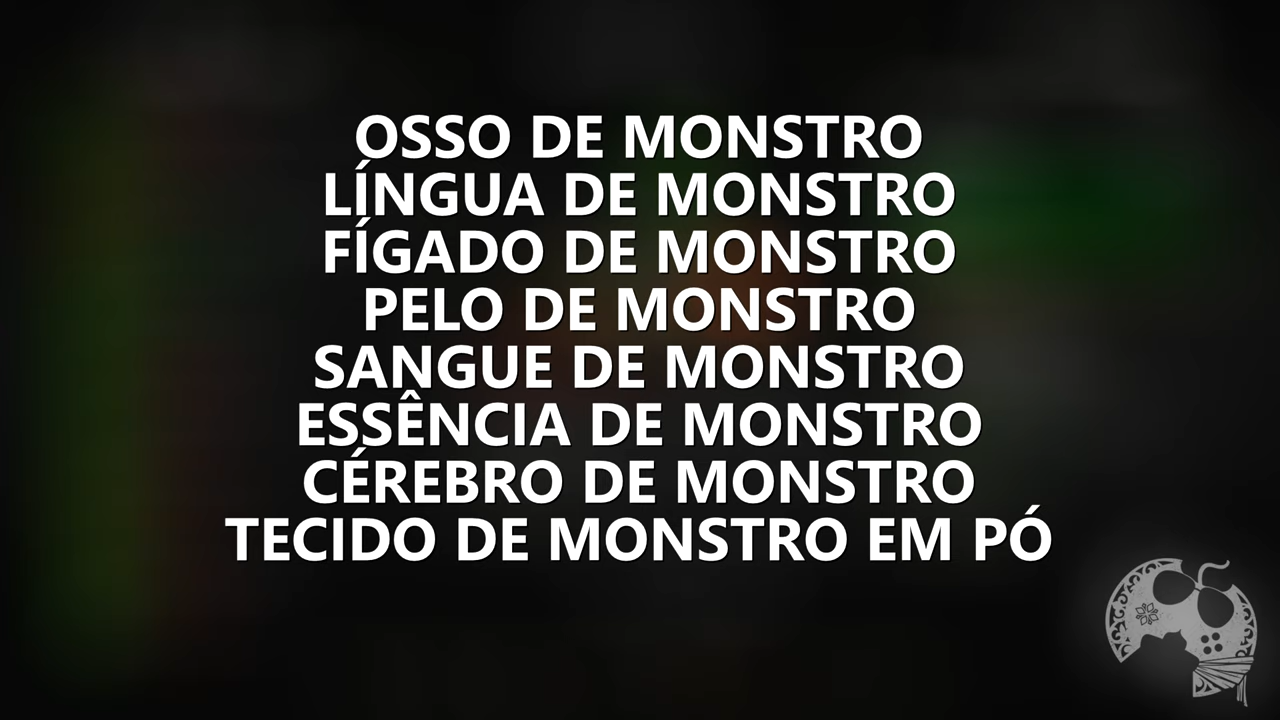 OSSO DE MONSTRO
LÍNGUA DE MONSTRO
FÍGADO DE MONSTRO
PELO DE MONSTRO
SANGUE DE MONSTRO
ESSÊNCIA DE MONSTRO
CÉREBRO DE MONSTRO
TECIDO DE MONSTRO EM PÓ